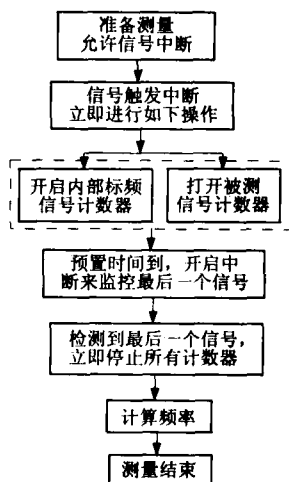 准备测量
允许信号中断
信号触发中断
立即进行如下操作
开启内部标频
信号计数器
打开被测
信号计数器
预置时间到，开启中
断来监控最后一个信号
检测到最后一个信号，
立即停止所有计数器
计算频率
测量结束